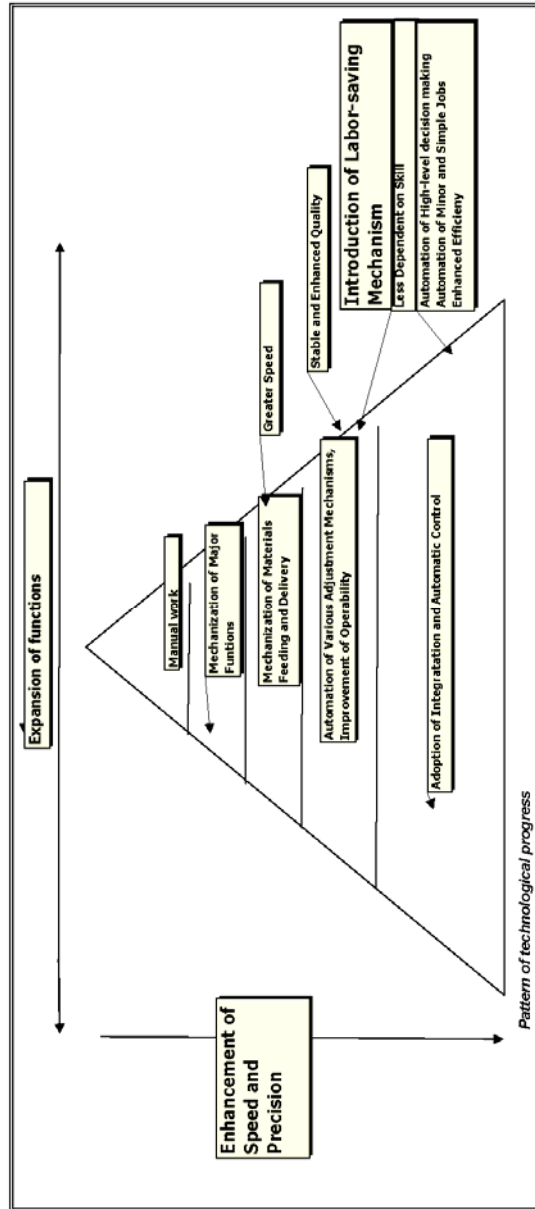 Expansion of functions
Enhancement of
Speed and
Precision
Manual work
Mechanization of Major
Funtions
Mechanization of Materials
Feeding and Delivery
Automation of Various Adjustment Mechanisms,
Improvement of Operability
Adoption of Integratation and Automatic Control
Greater Speed
Stable and Enhanced Quality
Introduction of Labor-saving
Mechanism
Less Dependent on Skill
Automation of High-level decision making
Automation of Minor and Simple Jobs
Enhanced Efficieny
Pattern of technological progress